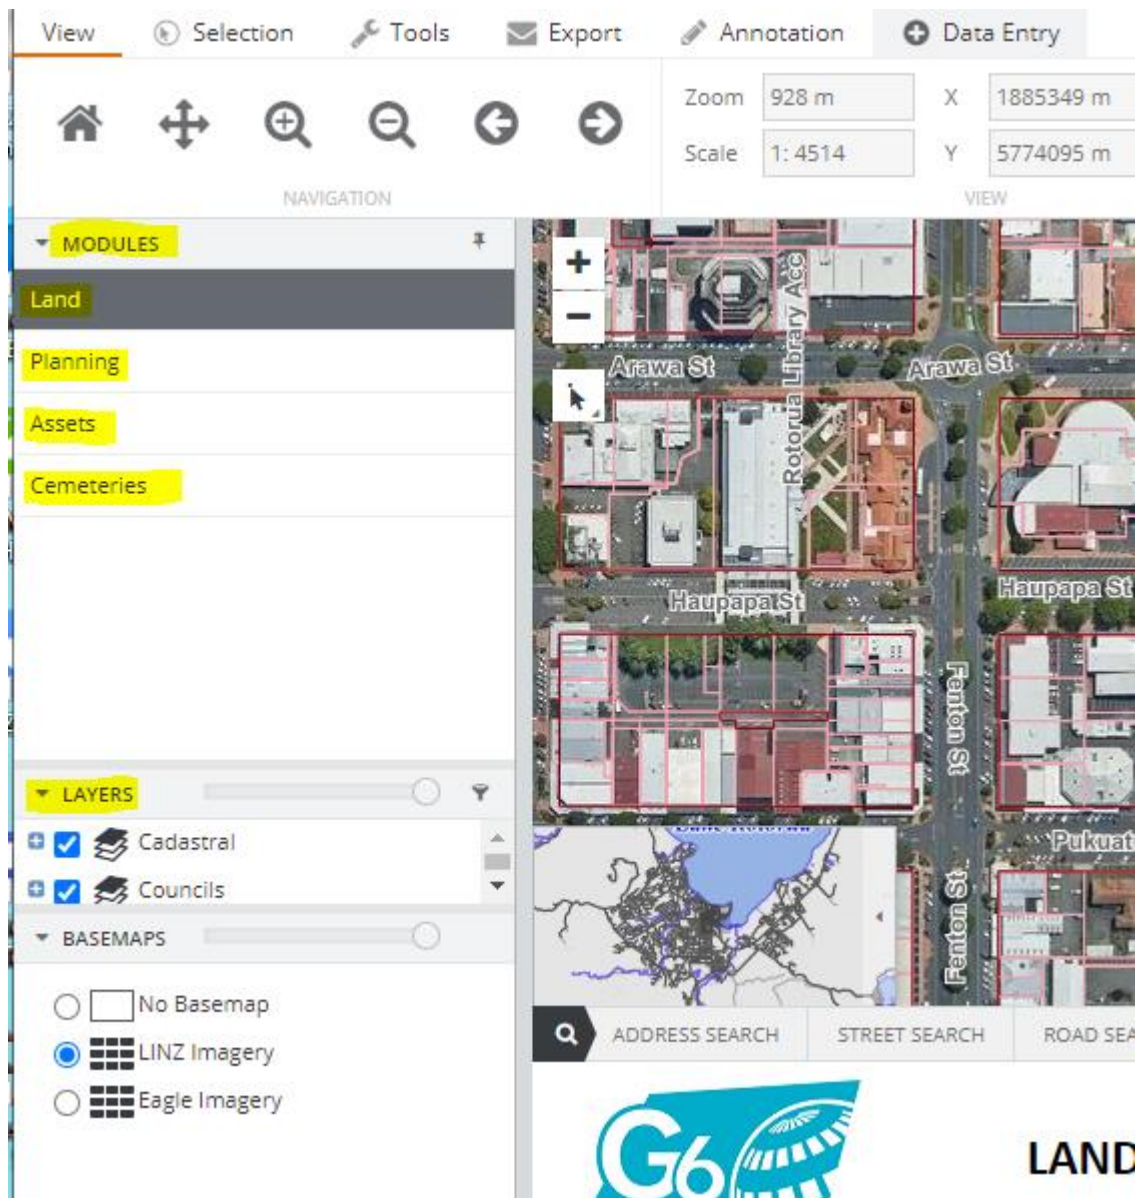 View Selection Tools Export Annotation Data Entry
Zoom 928 m X 1885349 m
Scale 1: 4514 Y 5774095 m
NAVIGATION VIEW
MODULES
Land
Planning
Assets
Cemeteries
LAYERS
Cadastral
Councils
BASEMAPS
No Basemap
LINZ Imagery
Eagle Imagery
+
−
Rotorua Library Acc
Arawa St
Arawa St
Haupapa St
Haupapa St
Fenton St
Pukuat
Fenton St
ADDRESS SEARCH STREET SEARCH ROAD SEA
G6
LAND